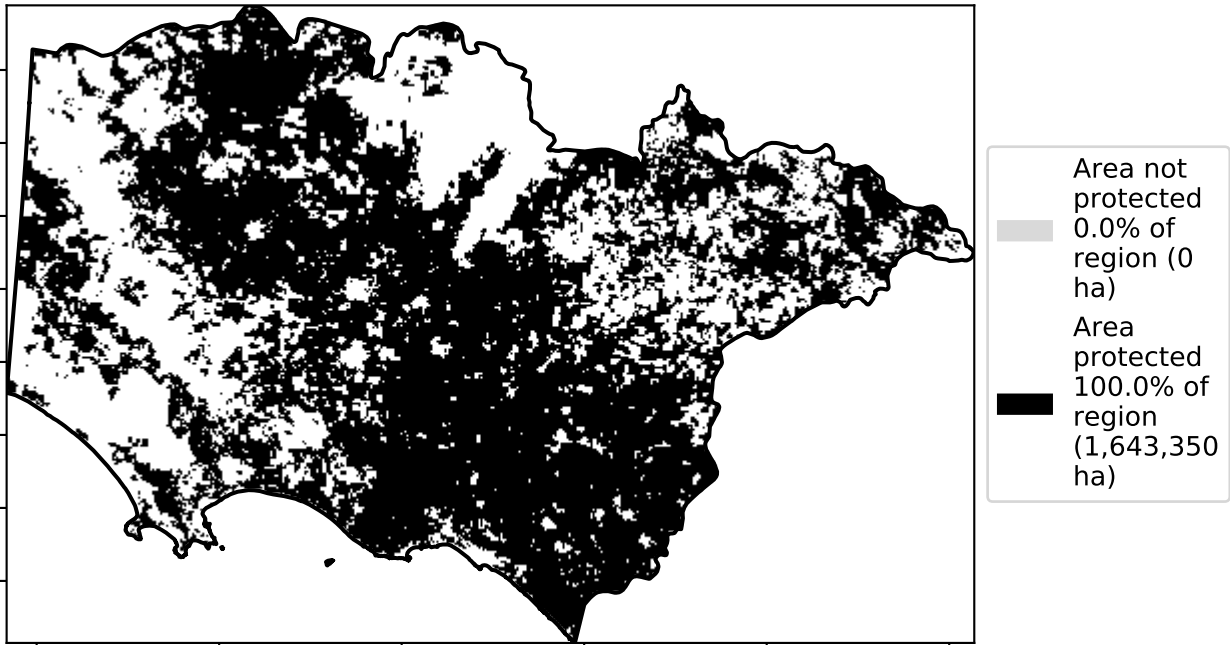 Area not
protected
0.0% of
region (0
ha)
Area
protected
100.0% of
region
(1,643,350
ha)